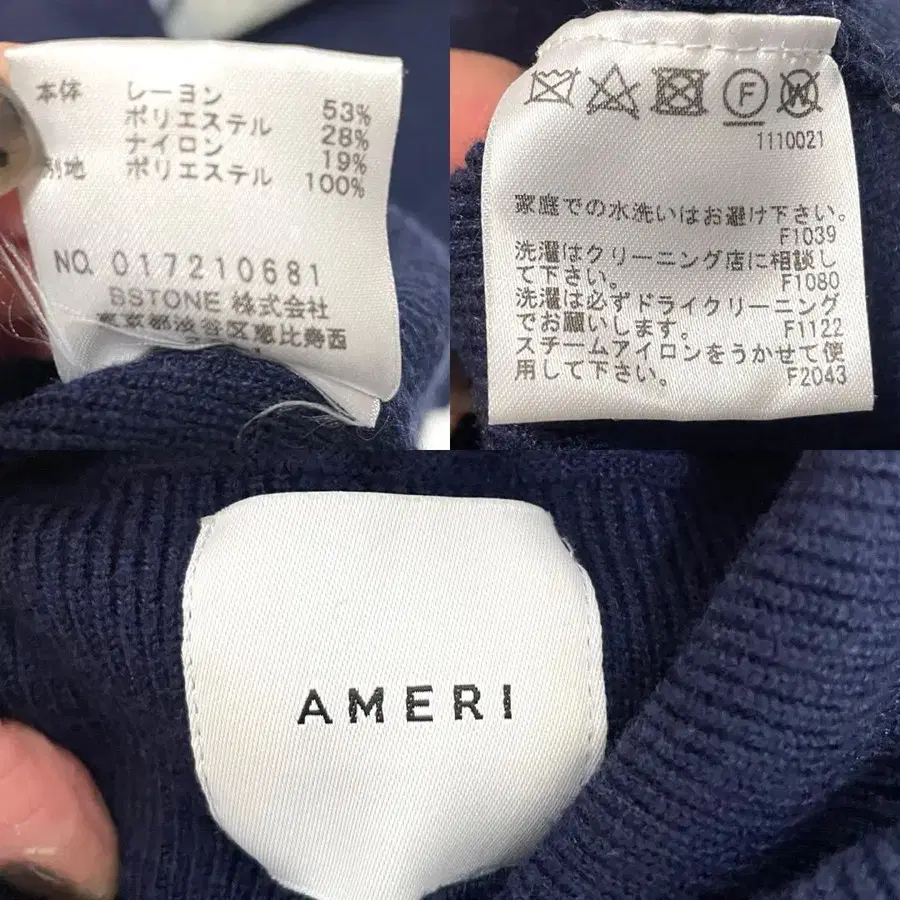 本体 レーヨン 53%
ポリエステル 28%
ナイロン 19%
別地 ポリエステル 100%
NO. 017210681
BSTONE 株式会社
東京都渋谷区恵比寿西
F
W
1110021
家庭での水洗いはお避け下さい。
F1039
洗濯はクリーニング店に相談し
て下さい。 F1080
洗濯は必ずドライクリーニング
でお願いします。 F1122
スチームアイロンをうかせて使
用して下さい。 F2043
AMERI